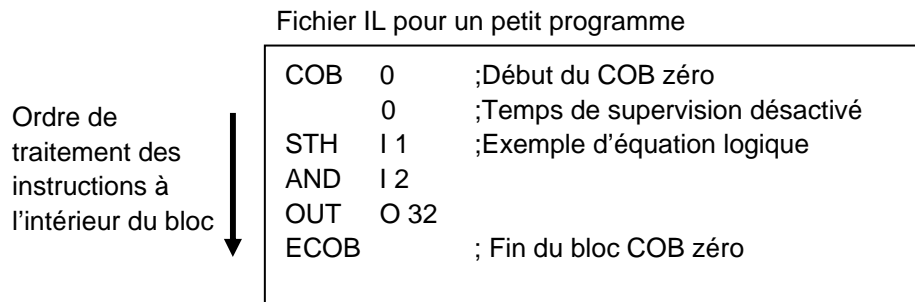 Fichier IL pour un petit programme
Ordre de
traitement des
instructions à
l'intérieur du bloc
COB 0 ;Début du COB zéro
0 ;Temps de supervision désactivé
STH I 1 ;Exemple d'équation logique
AND I 2
OUT O 32
ECOB ; Fin du bloc COB zéro